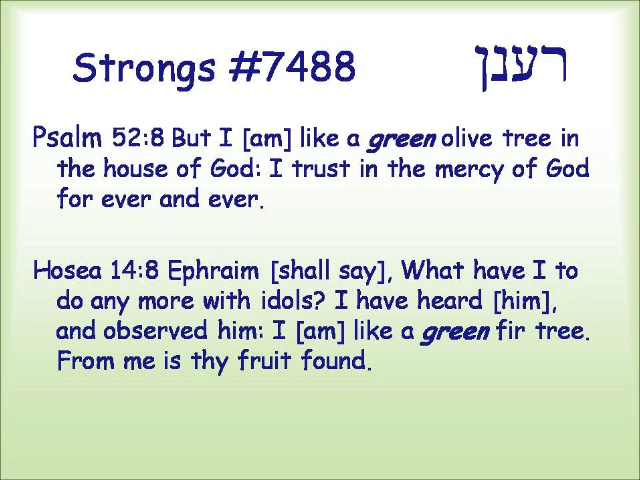 Strongs #7488 רענן
Psalm 52:8 But I [am] like a green olive tree in
the house of God: I trust in the mercy of God
for ever and ever.
Hosea 14:8 Ephraim [shall say], What have I to
do any more with idols? I have heard [him],
and observed him: I [am] like a green fir tree.
From me is thy fruit found.